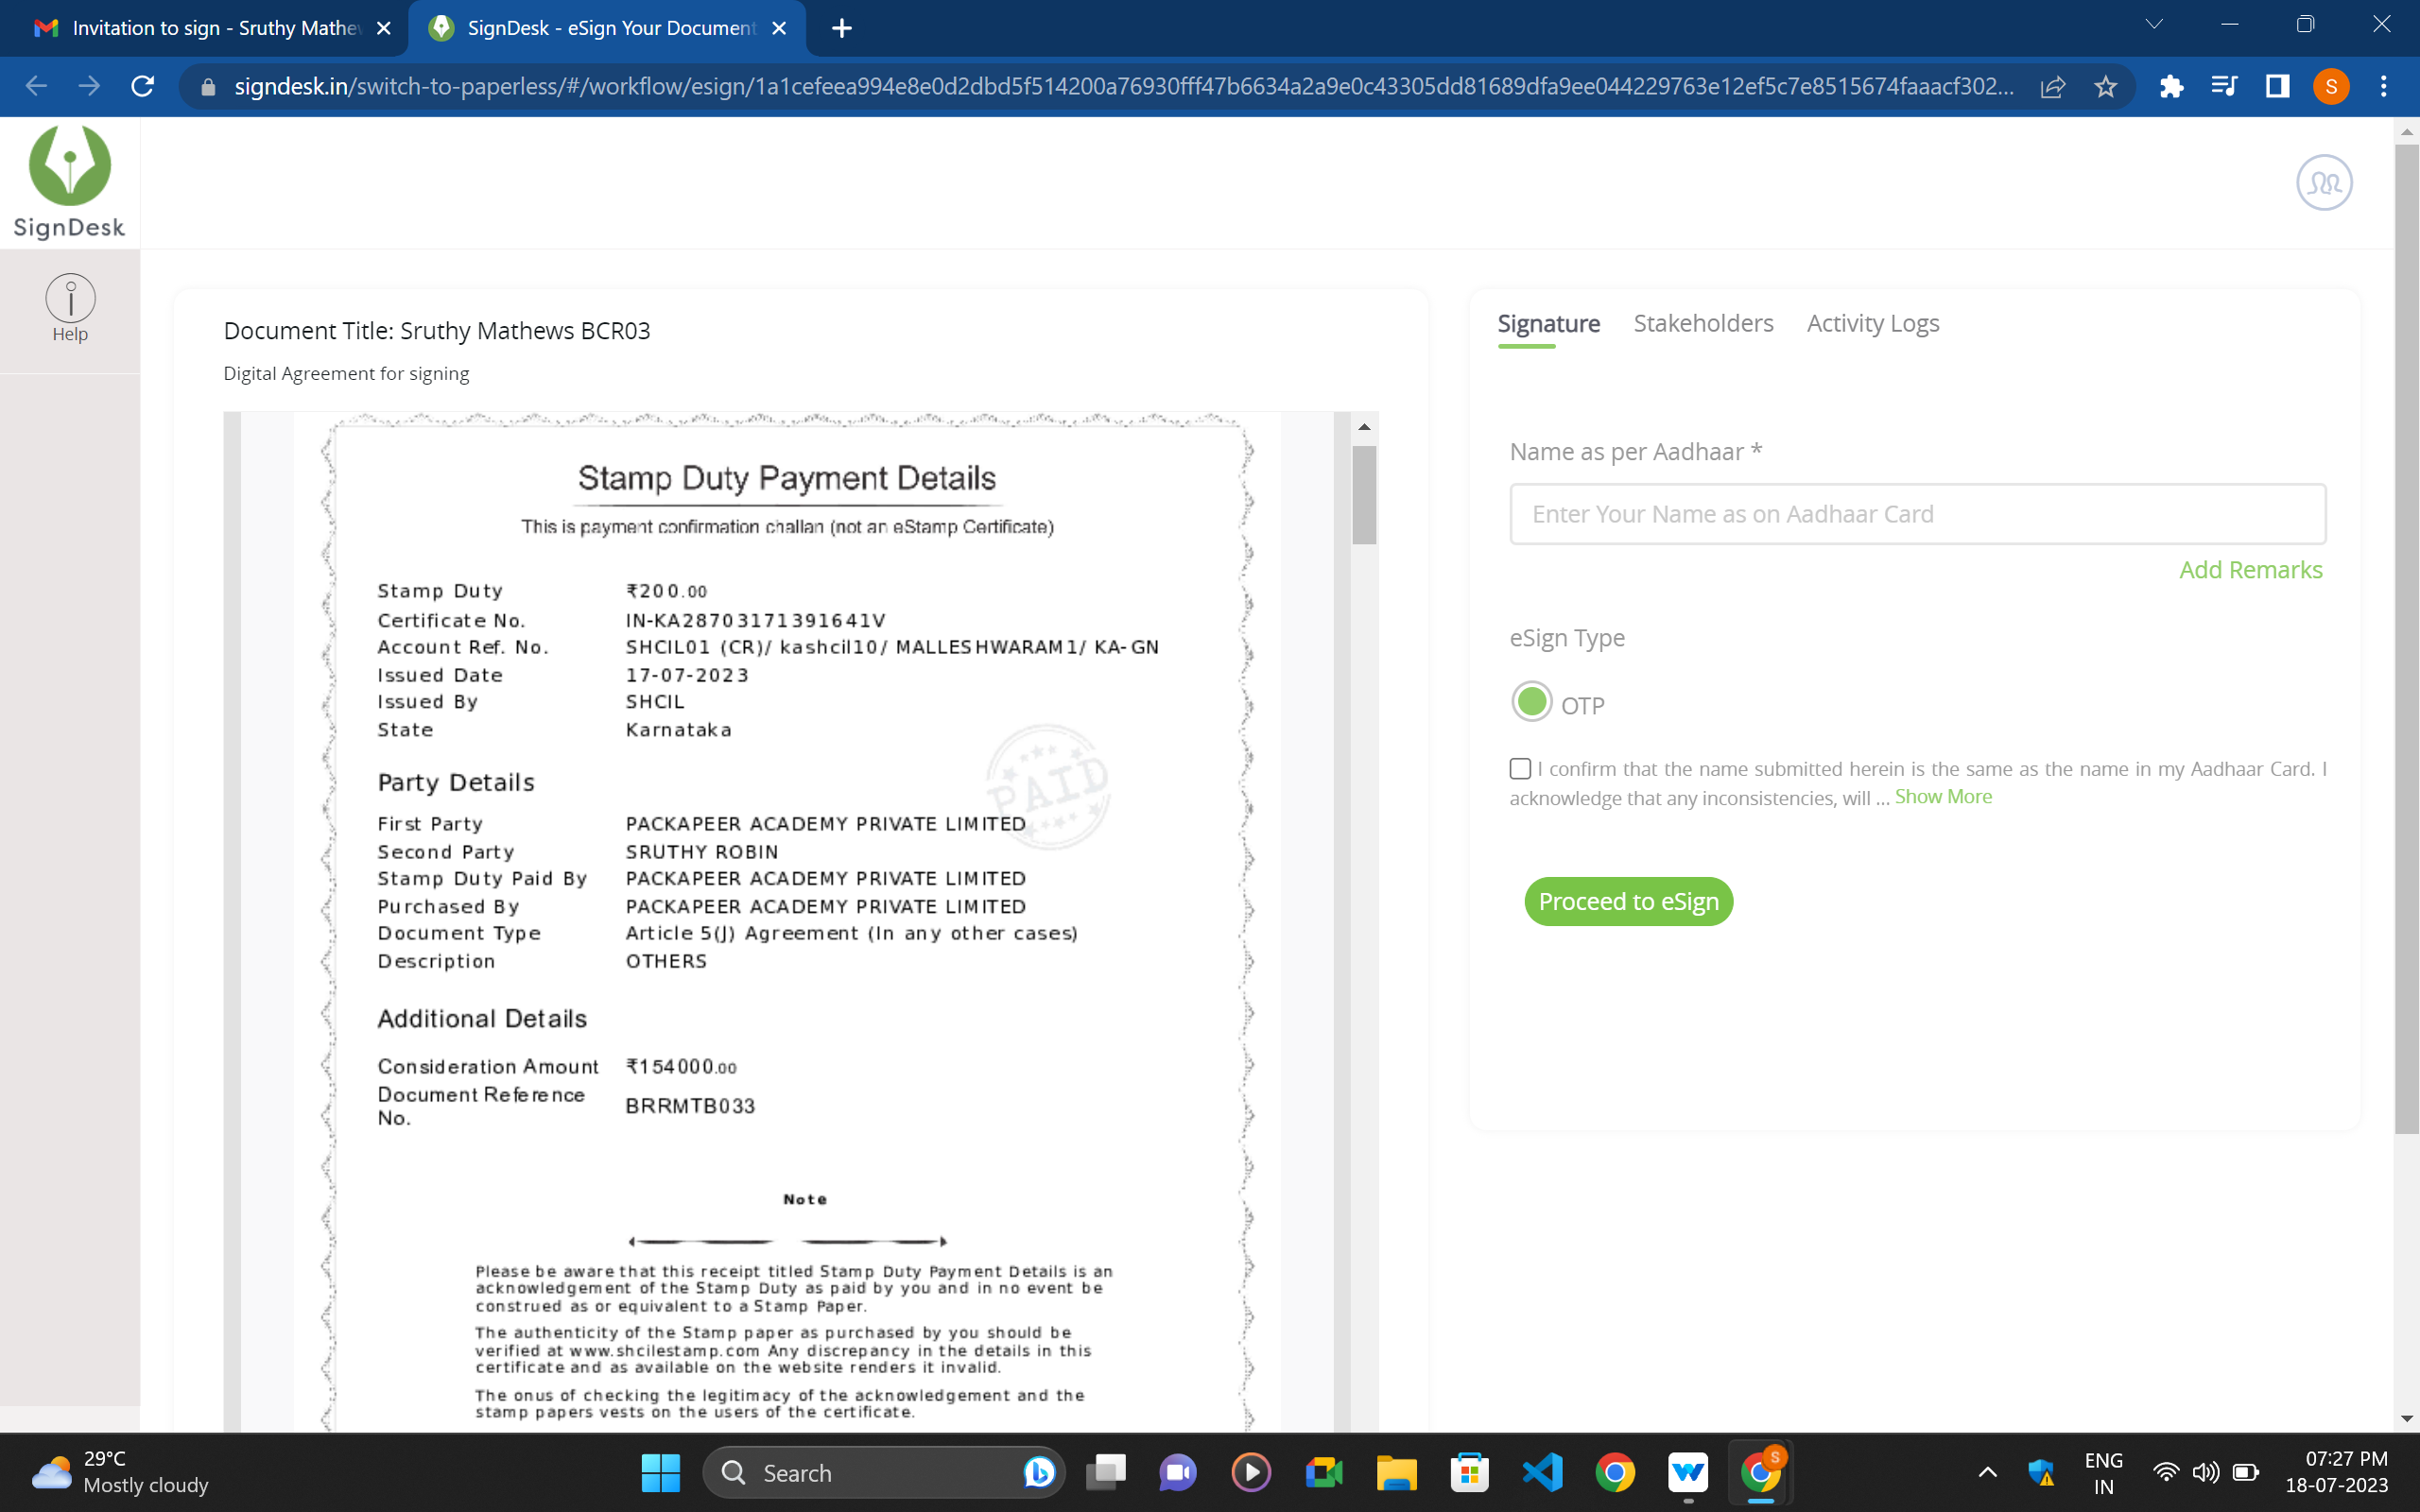 Invitation to sign - Sruthy Mathe
SignDesk - eSign Your Document
signdesk.in/switch-to-paperless/#/workflow/esign/1a1cefeea994e8e0d2dbd5f514200a76930fff47b6634a2a9e0c43305dd81689dfa9ee044229763e12ef5c7e8515674faaacf302...
S
SignDesk
Help
Document Title: Sruthy Mathews BCR03
Digital Agreement for signing
Stamp Duty Payment Details
This is payment confirmation challan (not an eStamp Certificate)
Stamp Duty ₹200.00
Certificate No. IN-KA28703171391641V
Account Ref. No. SHCIL01 (CR)/ kashcil10/ MALLESHWARAM1/ KA-GN
Issued Date 17-07-2023
Issued By SHCIL
State Karnataka
PAID
Party Details
First Party PACKAPEER ACADEMY PRIVATE LIMITED
Second Party SRUTHY ROBIN
Stamp Duty Paid By PACKAPEER ACADEMY PRIVATE LIMITED
Purchased By PACKAPEER ACADEMY PRIVATE LIMITED
Document Type Article 5(J) Agreement (In any other cases)
Description OTHERS
Additional Details
Consideration Amount ₹154000.00
Document Reference
No. BRRMTB033
Note
Please be aware that this receipt titled Stamp Duty Payment Details is an
acknowledgement of the Stamp Duty as paid by you and in no event be
construed as or equivalent to a Stamp Paper.
The authenticity of the Stamp paper as purchased by you should be
verified at www.shcilestamp.com Any discrepancy in the details in this
certificate and as available on the website renders it invalid.
The onus of checking the legitimacy of the acknowledgement and the
stamp papers vests on the users of the certificate.
Signature Stakeholders Activity Logs
Name as per Aadhaar *
Enter Your Name as on Aadhaar Card
Add Remarks
eSign Type
OTP
I confirm that the name submitted herein is the same as the name in my Aadhaar Card. I
acknowledge that any inconsistencies, will ... Show More
Proceed to eSign
29°C
Mostly cloudy
Search
S
ENG
IN
07:27 PM
18-07-2023